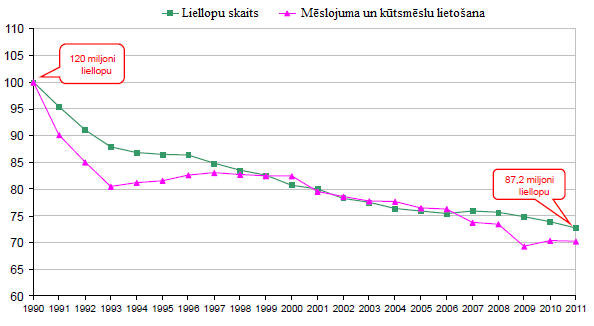 Liellopu skaits
Mēslojuma un kūtsmēslu lietošana
110
105
100
95
90
85
80
75
70
65
60
120 miljoni
liellopu
87,2 miljoni
liellopu
1990 1991 1992 1993 1994 1995 1996 1997 1998 1999 2000 2001 2002 2003 2004 2005 2006 2007 2008 2009 2010 2011